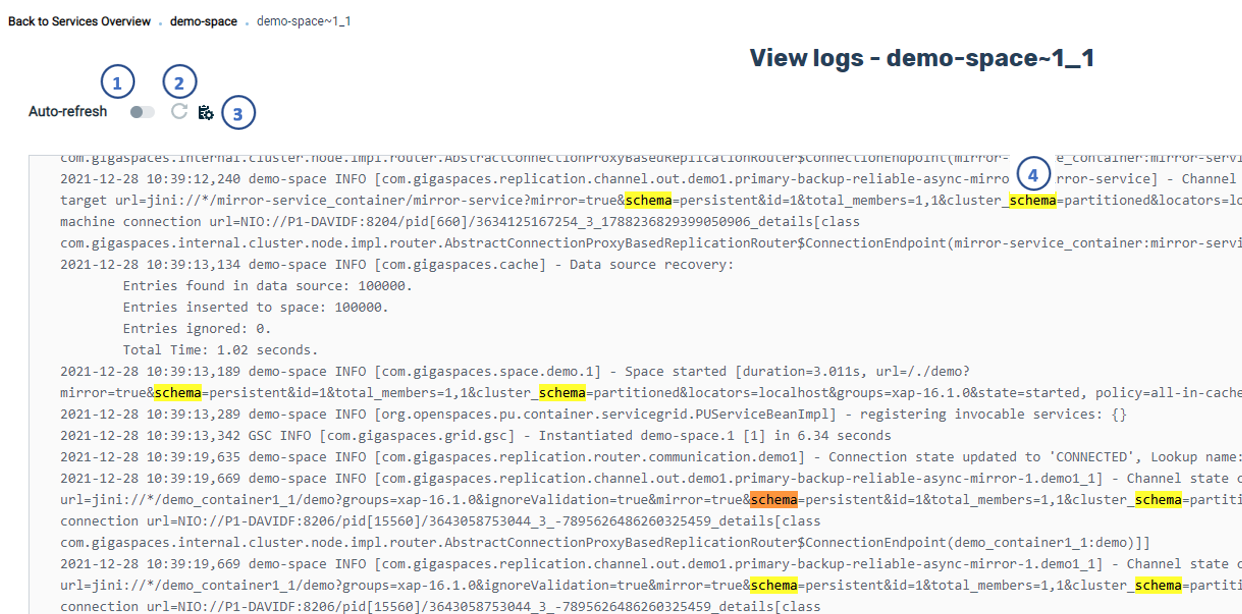 Back to Services Overview . demo-space . demo-space~1_1
View logs - demo-space~1_1
1 2
Auto-refresh 3
com.gigaspaces.internal.cluster.node.impl.router.AbstractConnectionProxyBasedReplicationRouter$ConnectionEndpoint(mirror- e_container:mirror-servi
4
2021-12-28 10:39:12,240 demo-space INFO [com.gigaspaces.replication.channel.out.demo1.primary-backup-reliable-async-mirro rror-service] - Channel
target url=jini://*/mirror-service_container/mirror-service?mirror=true&schema=persistent&id=1&total_members=1,1&cluster_schema=partitioned&locators=lo
machine connection url=NIO://P1-DAVIDF:8204/pid[660]/3634125167254_3_1788236829399050906_details[class
com.gigaspaces.internal.cluster.node.impl.router.AbstractConnectionProxyBasedReplicationRouter$ConnectionEndpoint(mirror-service_container:mirror-servi
2021-12-28 10:39:13,134 demo-space INFO [com.gigaspaces.cache] - Data source recovery:
Entries found in data source: 100000.
Entries inserted to space: 100000.
Entries ignored: 0.
Total Time: 1.02 seconds.
2021-12-28 10:39:13,189 demo-space INFO [com.gigaspaces.space.demo.1] - Space started [duration=3.011s, url=/./demo?
mirror=true&schema=persistent&id=1&total_members=1,1&cluster_schema=partitioned&locators=localhost&groups=xap-16.1.0&state=started, policy=all-in-cache
2021-12-28 10:39:13,289 demo-space INFO [org.openspaces.pu.container.servicegrid.PUServiceBeanImpl] - registering invocable services: {}
2021-12-28 10:39:13,342 GSC INFO [com.gigaspaces.grid.gsc] - Instantiated demo-space.1 [1] in 6.34 seconds
2021-12-28 10:39:19,635 demo-space INFO [com.gigaspaces.replication.router.communication.demo1] - Connection state updated to 'CONNECTED', Lookup name:
2021-12-28 10:39:19,669 demo-space INFO [com.gigaspaces.replication.channel.out.demo1.primary-backup-reliable-async-mirror-1.demo1_1] - Channel state c
url=jini://*/demo_container1_1/demo?groups=xap-16.1.0&ignoreValidation=true&mirror=true&schema=persistent&id=1&total_members=1,1&cluster_schema=partiti
connection url=NIO://P1-DAVIDF:8206/pid[15560]/3643058753044_3_-7895626486260325459_details[class
com.gigaspaces.internal.cluster.node.impl.router.AbstractConnectionProxyBasedReplicationRouter$ConnectionEndpoint(demo_container1_1:demo)]]
2021-12-28 10:39:19,669 demo-space INFO [com.gigaspaces.replication.channel.out.demo1.primary-backup-reliable-async-mirror-1.demo1_1] - Channel state c
url=jini://*/demo_container1_1/demo?groups=xap-16.1.0&ignoreValidation=true&mirror=true&schema=persistent&id=1&total_members=1,1&cluster_schema=partiti
connection url=NIO://P1-DAVIDF:8206/pid[15560]/3643058753044_3_-7895626486260325459_details[class